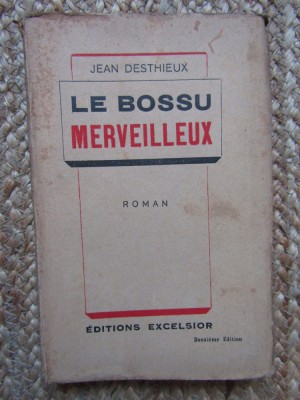 JEAN DESTHIEUX
LE BOSSU
MERVEILLEUX
ROMAN
ÉDITIONS EXCELSIOR
Deuxième Édition